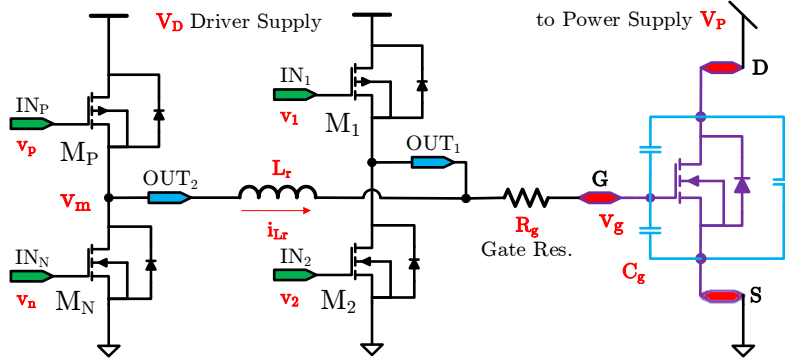 V_D Driver Supply
to Power Supply V_P
D
IN_P
v_p
M_P
IN_1
v_1
M_1
OUT_1
V_m
OUT_2
L_r
i_Lr
R_g
Gate Res.
G
V_g
C_g
S
IN_N
v_n
M_N
IN_2
v_2
M_2